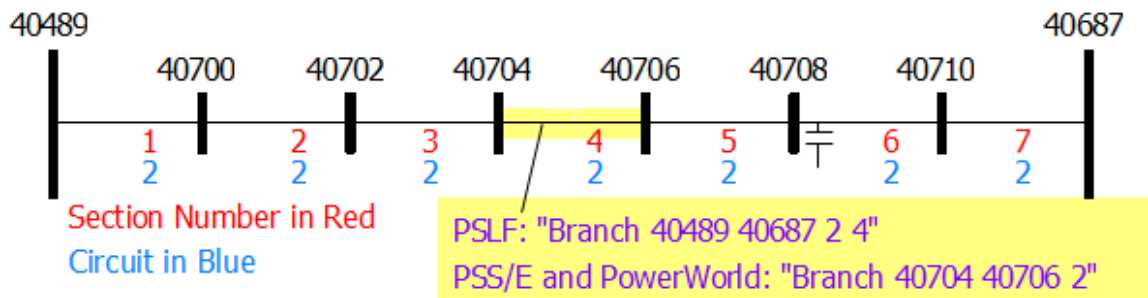 40489
40687
40700 40702 40704 40706 40708 40710
1 2 3 4 5 6 7
2 2 2 2 2 2 2
Section Number in Red
Circuit in Blue
PSLF: "Branch 40489 40687 2 4"
PSS/E and PowerWorld: "Branch 40704 40706 2"